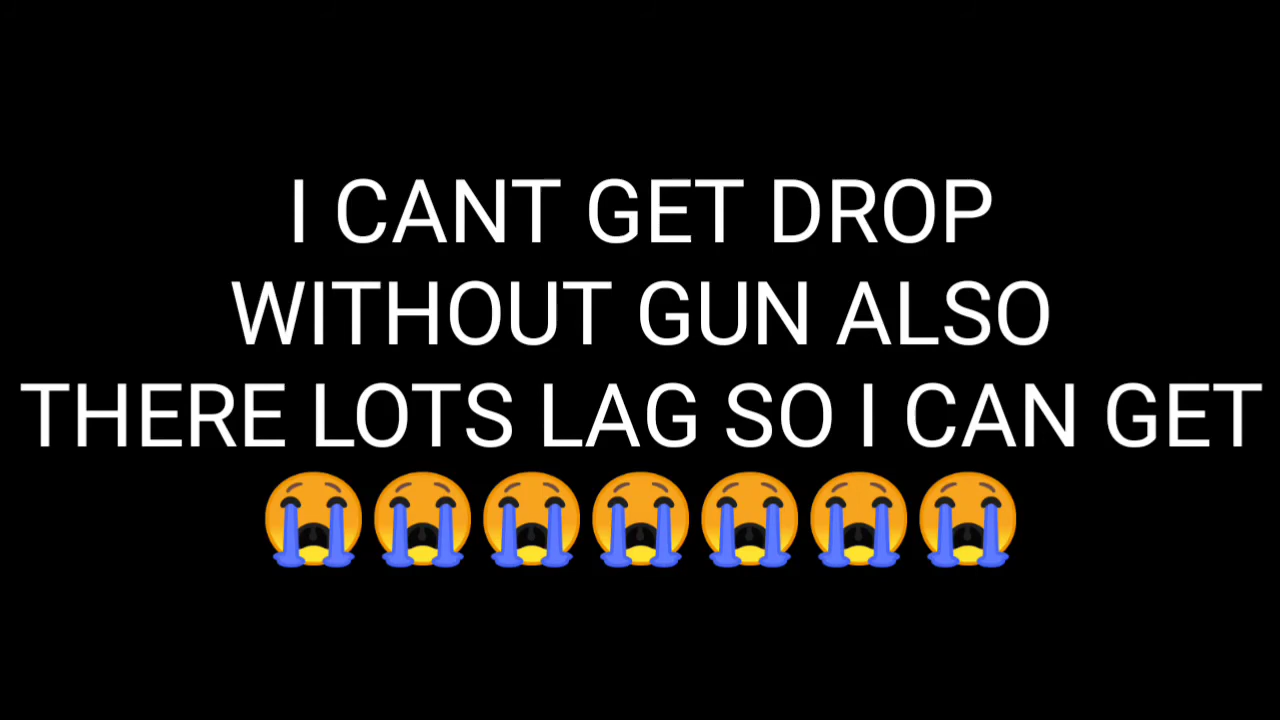 I CANT GET DROP
WITHOUT GUN ALSO
THERE LOTS LAG SO I CAN GET
😭😭😭😭😭😭😭